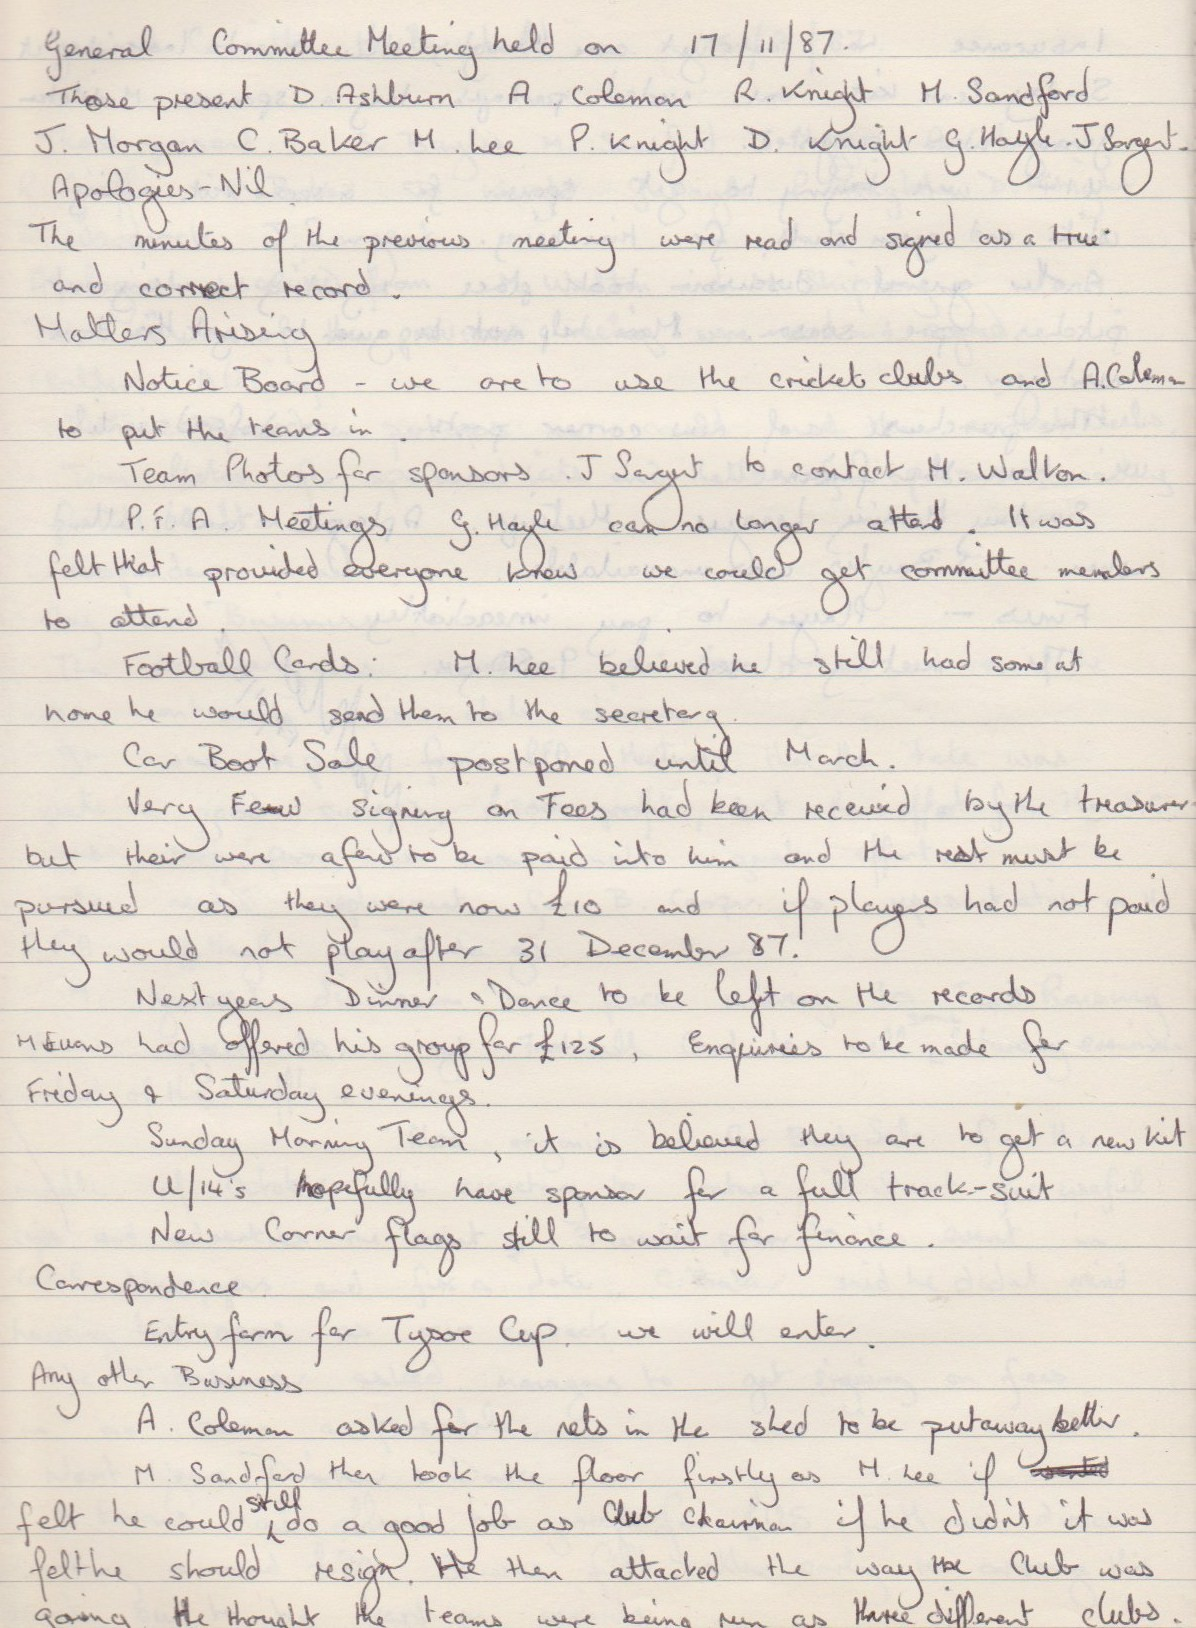 General Committee Meeting held on 17/11/87.
Those present D. Ashburn A. Coleman R. Knight M. Sandford
J. Morgan C. Baker M. Lee P. Knight D. Knight G. Hayle. J Sargent.
Apologies - Nil.
The minutes of the previous meeting were read and signed as a true
and correct record.
Matters Arising
Notice Board - we are to use the cricket clubs and A. Coleman
to put the teams in.
Team Photos for sponsors. J Sargent to contact M. Walton.
P.F.A. Meetings G. Hayle can no longer attend. It was
felt that provided everyone knew we could get committee members
to attend.
Football Cards: M. Lee believed he still had some at
home he would send them to the secretery.
Car Boot Sale postponed until March.
Very Few signing on Fees had been received by the treasurer
but their were a few to be paid into him and the rest must be
pursued as they were now £10 and if players had not paid
they would not play after 31 December 87.
Next years Dinner & Dance to be left on the records
M Evans had offered his group for £125, Enquiries to be made for
Friday & Saturday evenings.
Sunday Morning Team, it is believed they are to get a new kit
U/14's hopefully have sponsor for a full track-suit
New Corner flags still to wait for finance.
Correspondence
Entry form for Tysoe Cup. we will enter.
Any other Business
A. Coleman asked for the nets in the shed to be put away better.
M. Sandford then took the floor firstly as M. Lee if
felt he could still do a good job as Club Chairman if he didn't it was
felt he should resign. He then attacked the way the Club was
going. He thought the teams were being run as three different clubs.